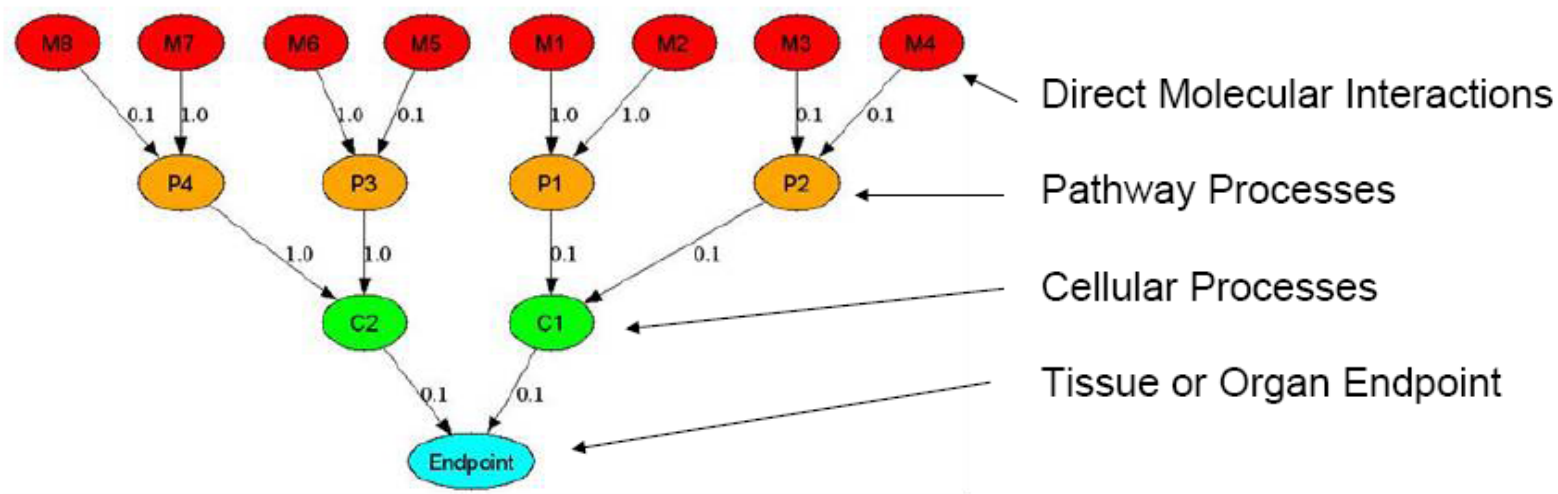 M8 M7 M6 M5 M1 M2 M3 M4
Direct Molecular Interactions
0.1 1.0 1.0 0.1 1.0 1.0 0.1 0.1
P4 P3 P1 P2
Pathway Processes
1.0 1.0 0.1 0.1
Cellular Processes
C2 C1
Tissue or Organ Endpoint
0.1 0.1
Endpoint